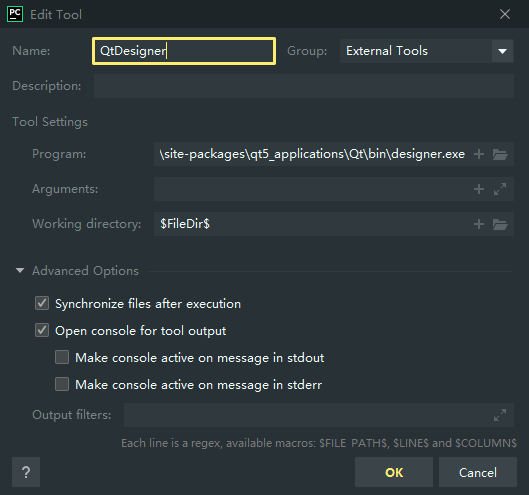 PC Edit Tool
Name: QtDesigner Group: External Tools
Description:
Tool Settings
Program: \site-packages\qt5_applications\Qt\bin\designer.exe
Arguments:
Working directory: $FileDir$
Advanced Options
Synchronize files after execution
Open console for tool output
Make console active on message in stdout
Make console active on message in stderr
Output filters:
Each line is a regex, available macros: $FILE_PATH$, $LINE$ and $COLUMN$
? OK Cancel